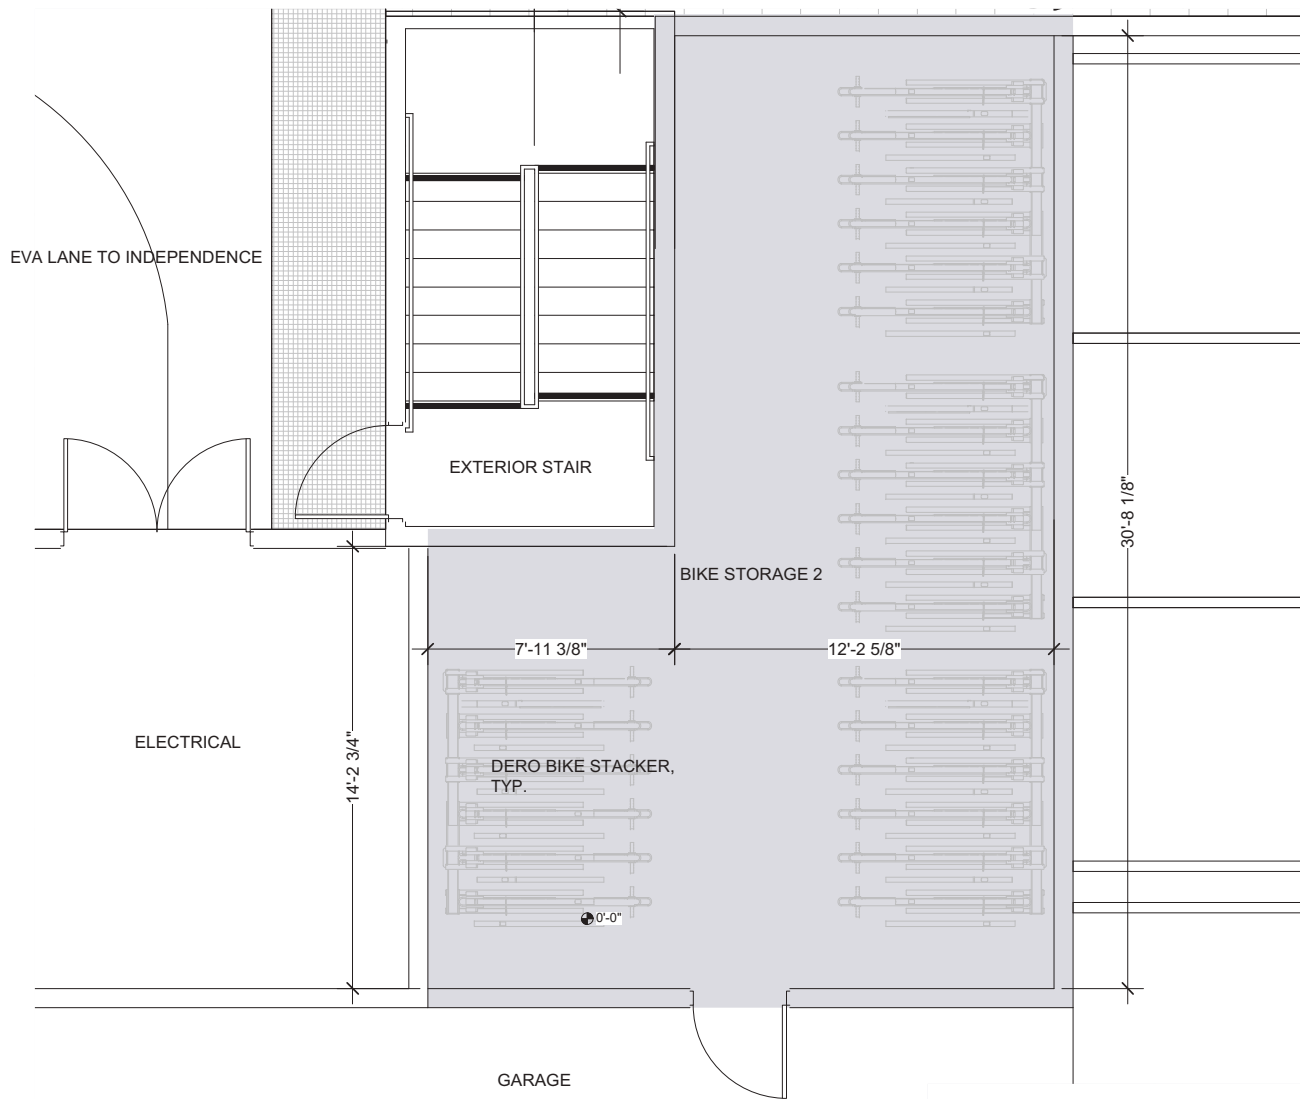 EVA LANE TO INDEPENDENCE
EXTERIOR STAIR
30'-8 1/8"
BIKE STORAGE 2
7'-11 3/8"
12'-2 5/8"
ELECTRICAL
14'-2 3/4"
DERO BIKE STACKER,
TYP.
0'-0"
GARAGE